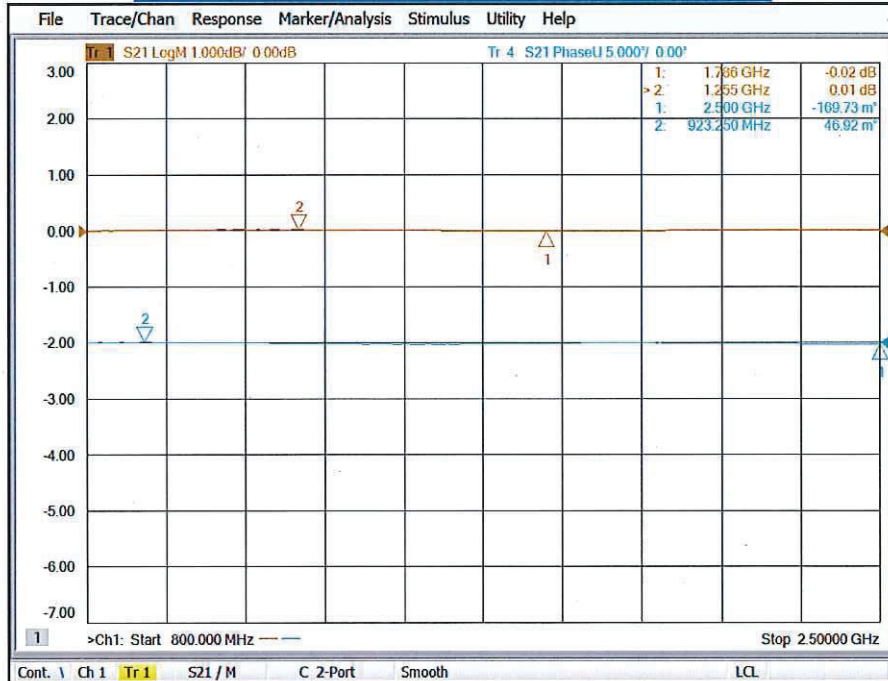 File Trace/Chan Response Marker/Analysis Stimulus Utility Help
Tr 1 S21 LogM 1.000dB/ 0.00dB Tr 4 S21 PhaseU 5.000°/ 0.00°
1: 1.786 GHz -0.02 dB
> 2: 1.255 GHz 0.01 dB
1: 2.500 GHz -169.73 m°
2: 923.250 MHz 46.92 m°
3.00
2.00
1.00
2
0.00
1
-1.00
2
-2.00
1
-3.00
-4.00
-5.00
-6.00
-7.00
1 >Ch1: Start 800.000 MHz Stop 2.50000 GHz
Cont. \ Ch 1 Tr 1 S21 / M C 2-Port Smooth LCL